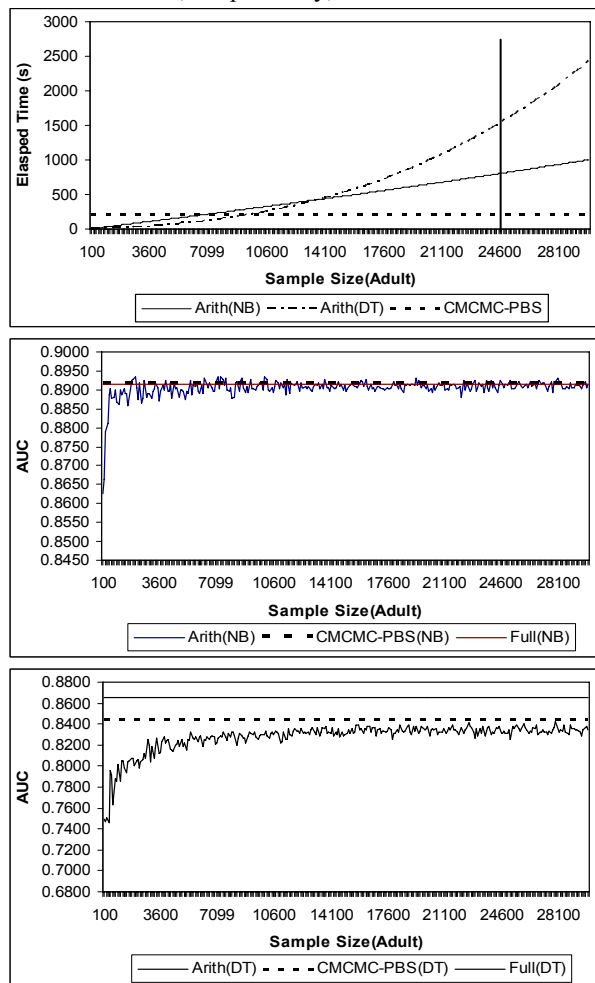 3000
2500
2000
1500
1000
500
0
Elasped Time (s)
100 3600 7099 10600 14100 17600 21100 24600 28100
Sample Size(Adult)
Arith(NB) Arith(DT) CMCMC-PBS
0.9000
0.8950
0.8900
0.8850
0.8800
0.8750
0.8700
0.8650
0.8600
0.8550
0.8500
0.8450
AUC
100 3600 7099 10600 14100 17600 21100 24600 28100
Sample Size(Adult)
Arith(NB) CMCMC-PBS(NB) Full(NB)
0.8800
0.8600
0.8400
0.8200
0.8000
0.7800
0.7600
0.7400
0.7200
0.7000
0.6800
AUC
100 3600 7099 10600 14100 17600 21100 24600 28100
Sample Size(Adult)
Arith(DT) CMCMC-PBS(DT) Full(DT)